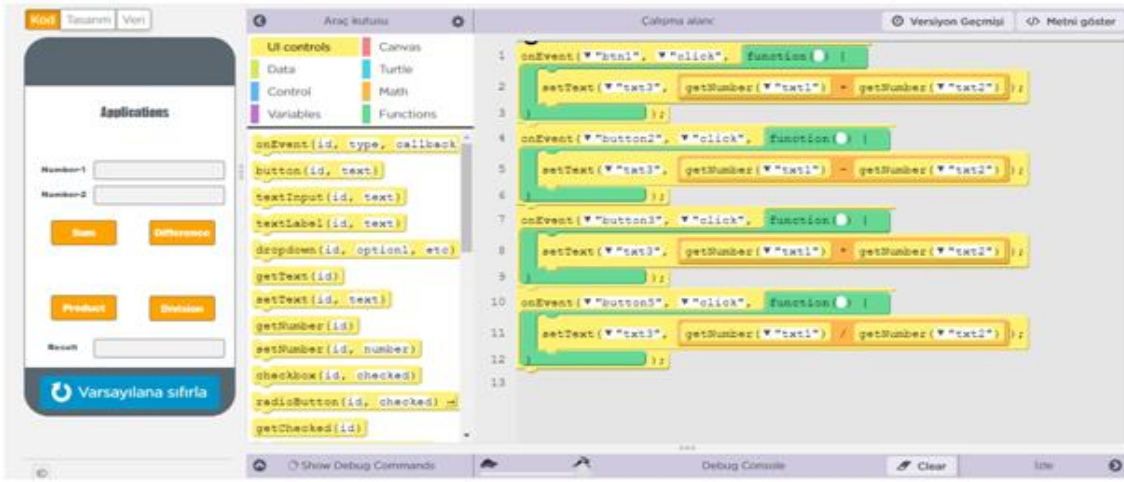 Kod Tasarım Veri
Araç kutusu
Çalışma alanı
Versiyon Geçmişi
</> Metni göster
Applications
Number-1
Number-2
Sum
Difference
Product
Division
Result
Varsayılana sıfırla
UI controls
Canvas
Data
Turtle
Control
Math
Variables
Functions
onEvent(id, type, callback
button(id, text)
textInput(id, text)
textLabel(id, text)
dropdown(id, option1, etc)
getText(id)
setText(id, text)
getNumber(id)
setNumber(id, number)
checkbox(id, checked)
radioButton(id, checked)
getChecked(id)
1 onEvent(▼"btn1", ▼"click", function( ) {
2 setText(▼"txt3", getNumber(▼"txt1") + getNumber(▼"txt2"));
3 });
4 onEvent(▼"button2", ▼"click", function( ) {
5 setText(▼"txt3", getNumber(▼"txt1") - getNumber(▼"txt2"));
6 });
7 onEvent(▼"button3", ▼"click", function( ) {
8 setText(▼"txt3", getNumber(▼"txt1") * getNumber(▼"txt2"));
9 });
10 onEvent(▼"button5", ▼"click", function( ) {
11 setText(▼"txt3", getNumber(▼"txt1") / getNumber(▼"txt2"));
12 });
13
Show Debug Commands
Debug Console
Clear
İzle